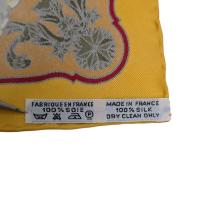 FABRIQUE EN FRANCE
100% SOIE
MADE IN FRANCE
100% SILK
DRY CLEAN ONLY